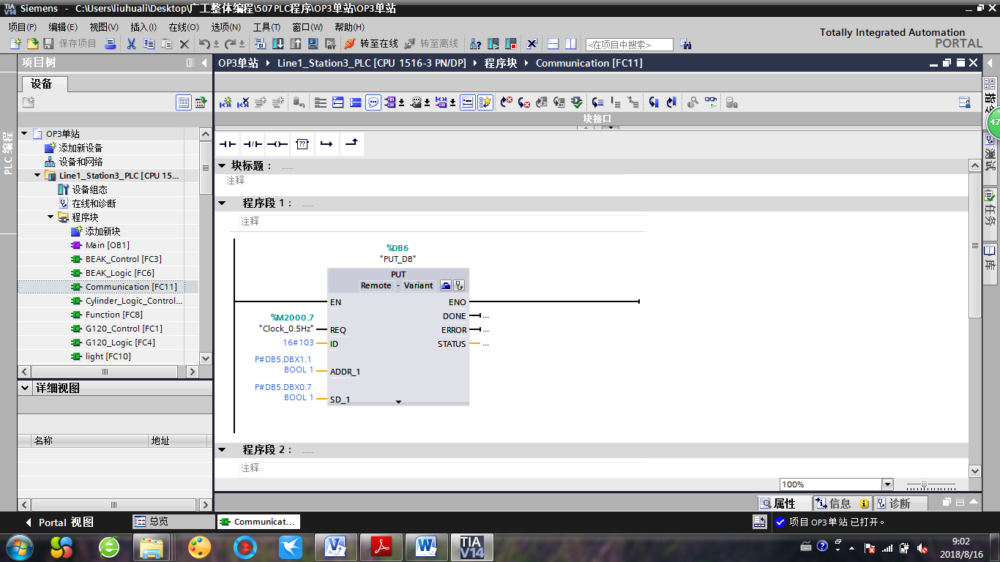 TIA V14 Siemens - C:\Users\liuhuali\Desktop\广工整体编程\507PLC程序\OP3单站\OP3单站
项目(P) 编辑(E) 视图(V) 插入(I) 在线(O) 选项(N) 工具(T) 窗口(W) 帮助(H)
Totally Integrated Automation
PORTAL
保存项目 转至在线 转至离线 <在项目中搜索>
项目树
OP3单站 Line1_Station3_PLC [CPU 1516-3 PN/DP] 程序块 Communication [FC11]
设备
PLC 编程
OP3单站
添加新设备
设备和网络
Line1_Station3_PLC [CPU 15...
设备组态
在线和诊断
程序块
添加新块
Main [OB1]
BEAK_Control [FC3]
BEAK_Logic [FC6]
Communication [FC11]
Cylinder_Logic_Control...
Function [FC8]
G120_Control [FC1]
G120_Logic [FC4]
light [FC10]
详细视图
名称 地址
块接口
??
块标题： .....
注释
程序段 1： .....
注释
%DB6
"PUT_DB"
PUT
Remote - Variant
EN ENO
DONE ...
%M2000.7
"Clock_0.5Hz" REQ ERROR ...
16#103 ID STATUS ...
P#DB5.DBX1.1
BOOL 1 ADDR_1
P#DB5.DBX0.7
BOOL 1 SD_1
程序段 2： .....
注释
100%
属性 信息 诊断
47
测试
任务
库
Portal 视图 总览 Communicat... 项目 OP3单站 已打开。
TIA V14
9:02
2018/8/16